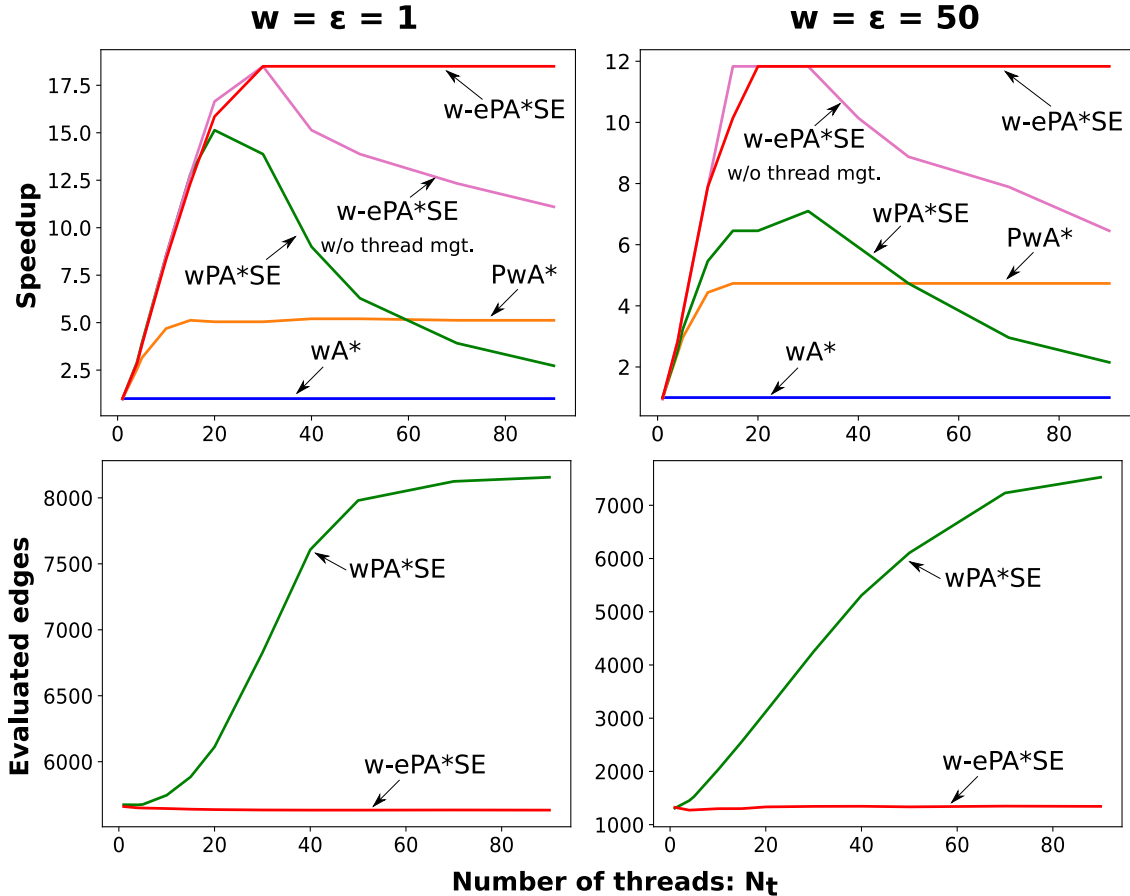 w = ε = 1
w = ε = 50
Speedup
17.5
15.0
12.5
10.0
7.5
5.0
2.5
w-ePA*SE
w-ePA*SE
w/o thread mgt.
wPA*SE
PwA*
wA*
0 20 40 60 80
12
10
8
6
4
2
w-ePA*SE
w-ePA*SE
w/o thread mgt.
wPA*SE
PwA*
wA*
0 20 40 60 80
Evaluated edges
8000
7500
7000
6500
6000
wPA*SE
w-ePA*SE
0 20 40 60 80
7000
6000
5000
4000
3000
2000
1000
wPA*SE
w-ePA*SE
0 20 40 60 80
Number of threads: Nt